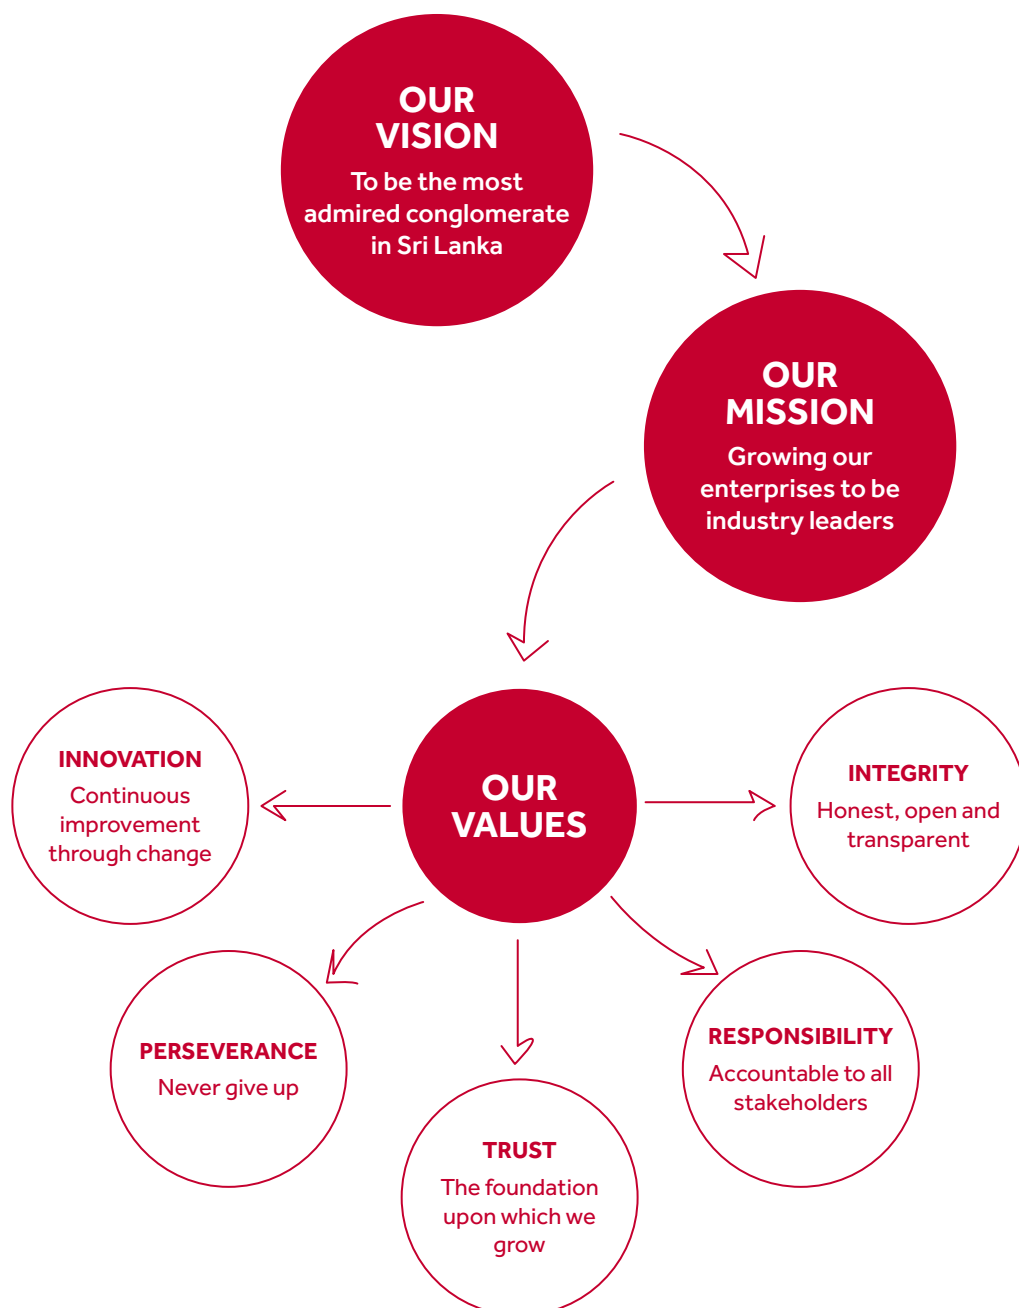 OUR
VISION
To be the most
admired conglomerate
in Sri Lanka
OUR
MISSION
Growing our
enterprises to be
industry leaders
OUR
VALUES
INNOVATION
Continuous
improvement
through change
PERSEVERANCE
Never give up
TRUST
The foundation
upon which we
grow
RESPONSIBILITY
Accountable to all
stakeholders
INTEGRITY
Honest, open and
transparent